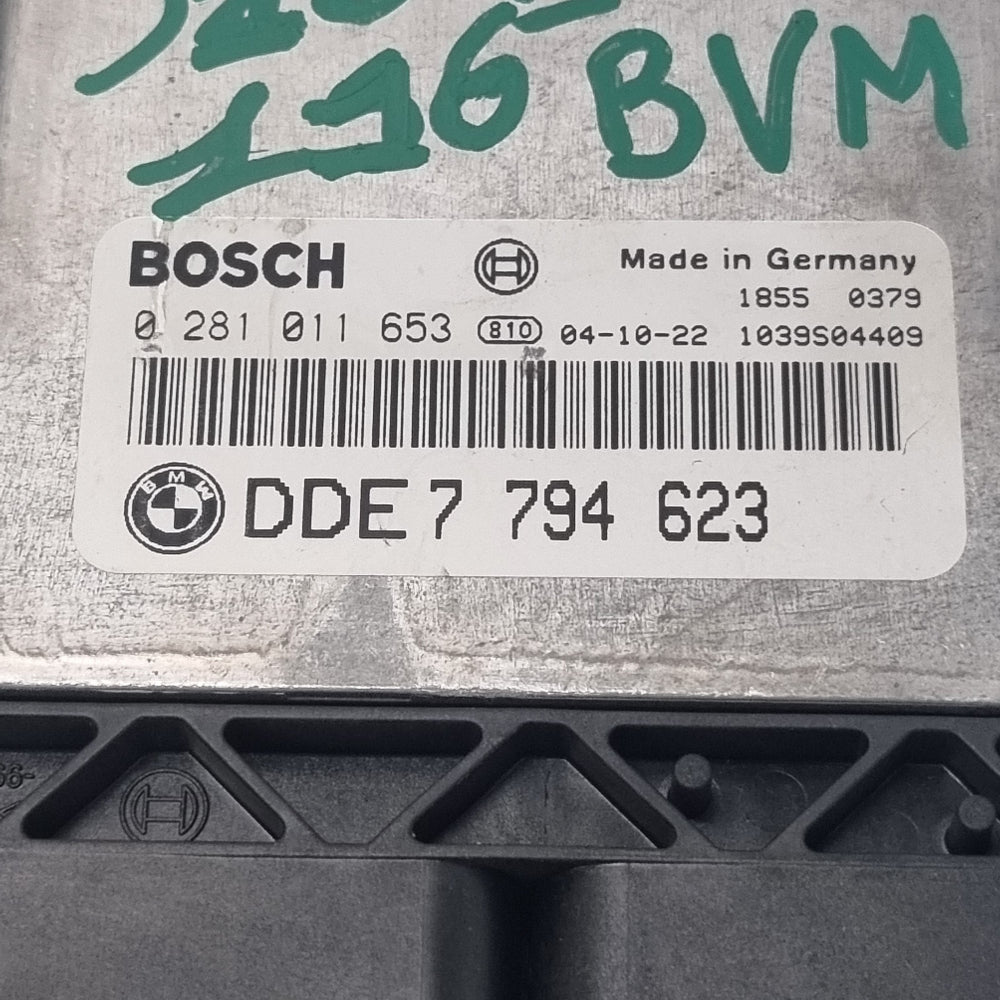 116 BVM
BOSCH
Made in Germany
1855 0379
0 281 011 653 810 04-10-22 1039S04409
BMW
DDE 7 794 623